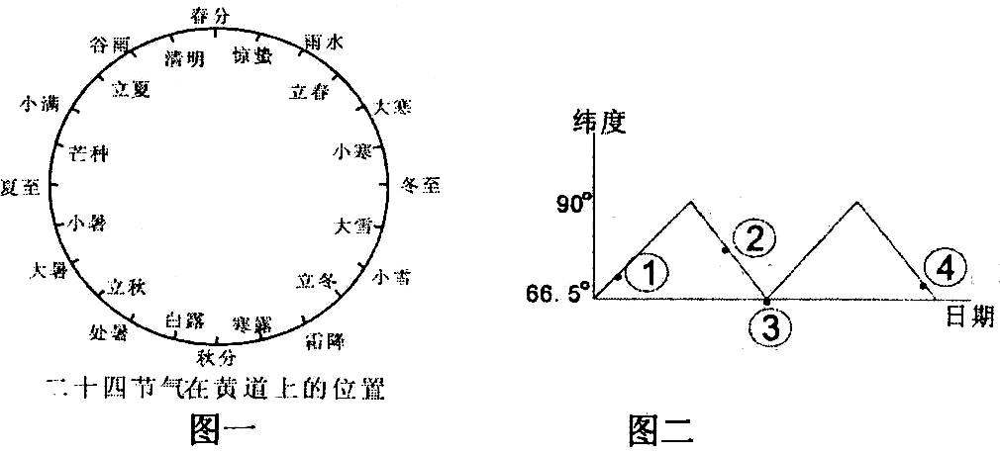 春分
谷雨
清明
惊蛰
雨水
立夏
立春
小满
大寒
芒种
小寒
夏至
冬至
小暑
大雪
大暑
小雪
立秋
立冬
处暑
白露
寒露
霜降
秋分
二十四节气在黄道上的位置
图一
纬度
90°
66.5°
①
②
③
④
日期
图二